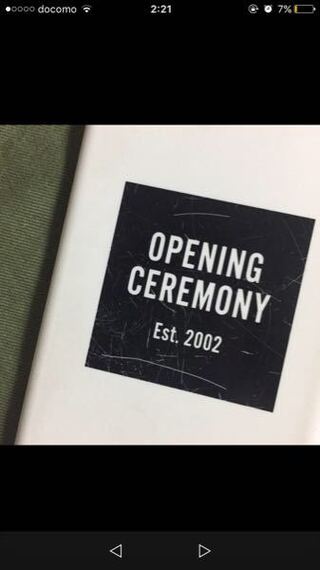 docomo 2:21 7%
OPENING
CEREMONY
Est. 2002